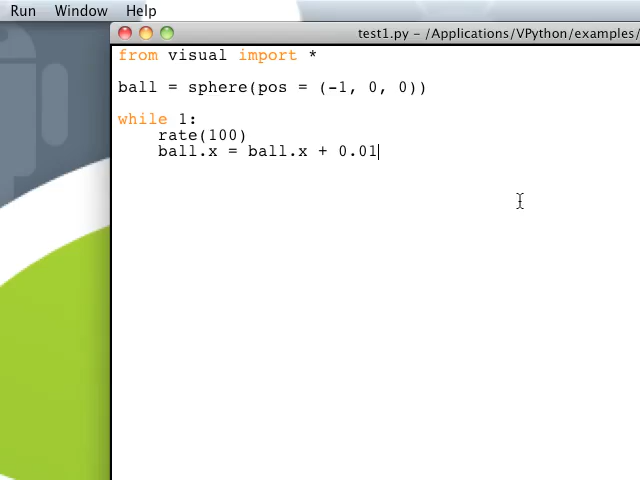 Run Window Help
test1.py – /Applications/VPython/examples/
from visual import *
ball = sphere(pos = (-1, 0, 0))
while 1:
rate(100)
ball.x = ball.x + 0.01